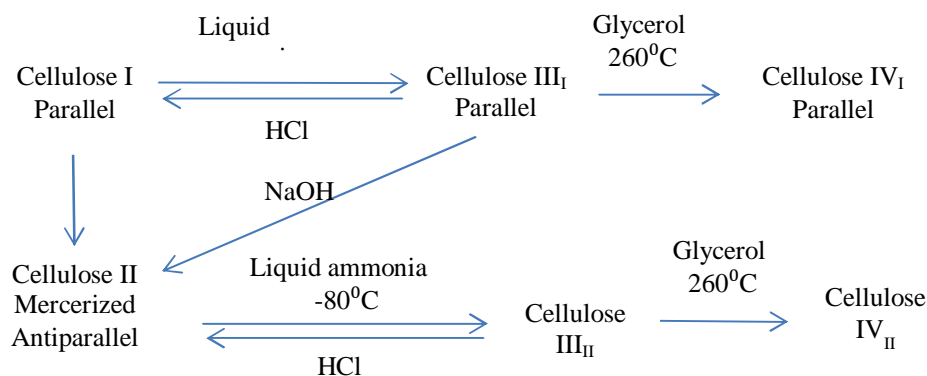 Liquid
.
Glycerol
260⁰C
Cellulose I
Parallel
Cellulose III_I
Parallel
Cellulose IV_I
Parallel
HCl
NaOH
Cellulose II
Mercerized
Antiparallel
Liquid ammonia
-80⁰C
Glycerol
260⁰C
Cellulose
III_II
Cellulose
IV_II
HCl